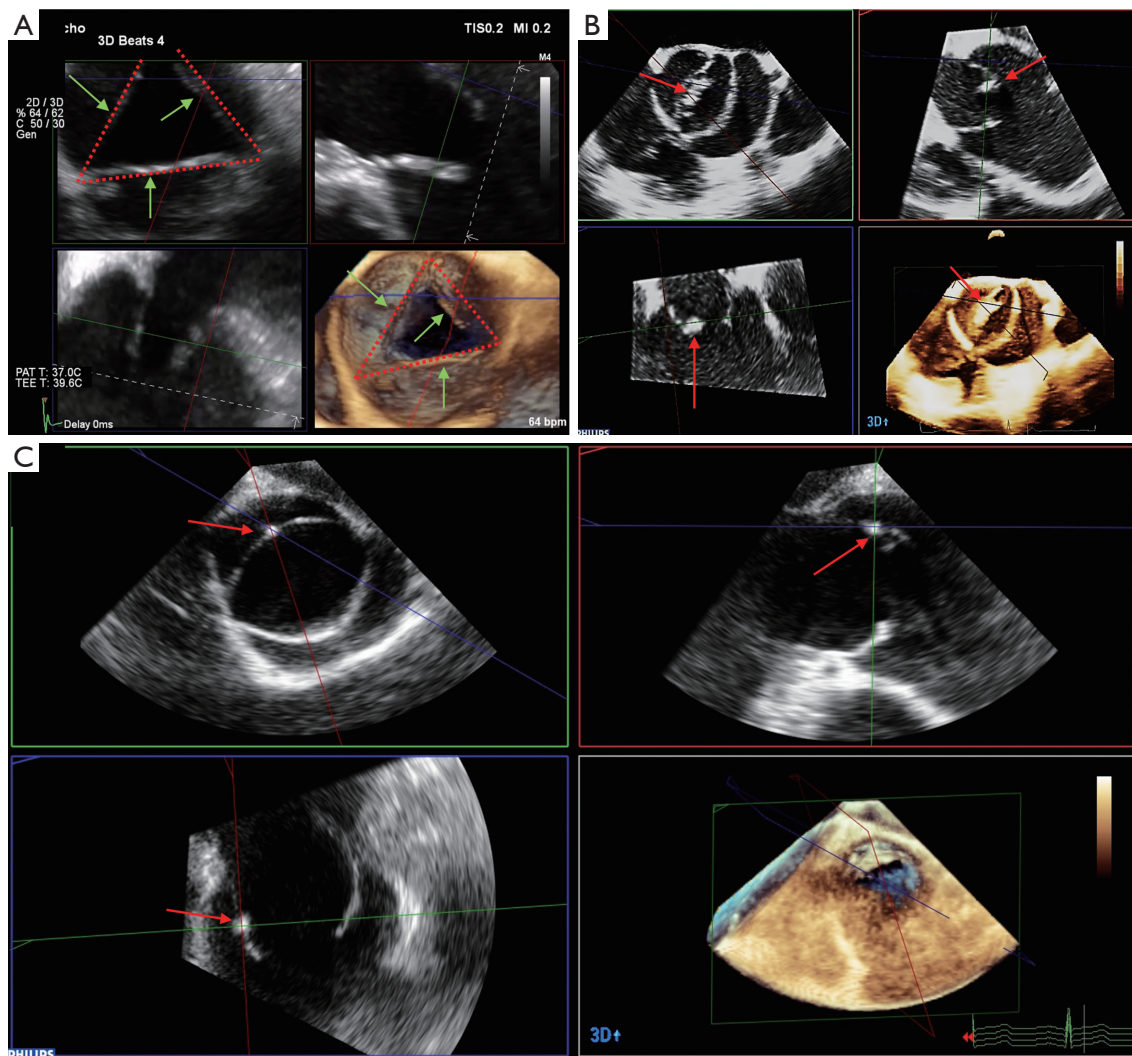 A
cho
3D Beats 4
TIS0.2 MI 0.2
M4
2D / 3D
% 64 / 62
C 50 / 30
Gen
PAT T: 37.0C
TEE T: 39.6C
Delay 0ms
64 bpm
B
PHILIPS
3D
C
PHILIPS
3D